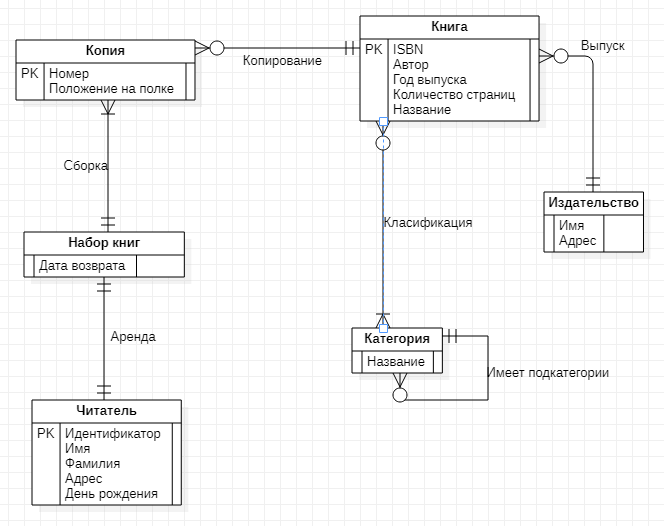 Книга
PK ISBN
Автор
Год выпуска
Количество страниц
Название
Копия
PK Номер
Положение на полке
Копирование
Выпуск
Сборка
Издательство
Имя
Адрес
Класификация
Набор книг
Дата возврата
Аренда
Категория
Название
Имеет подкатегории
Читатель
PK Идентификатор
Имя
Фамилия
Адрес
День рождения